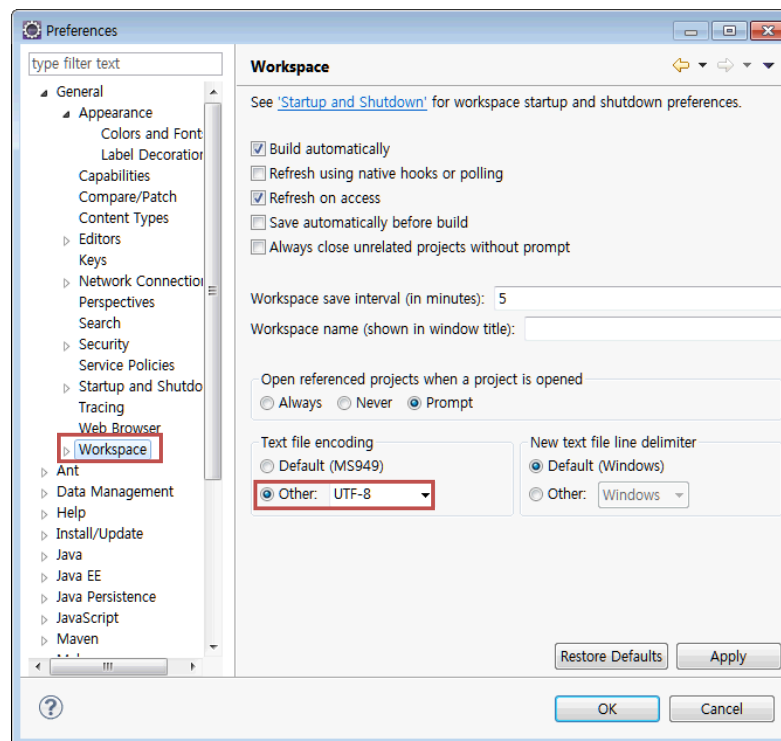 Preferences
type filter text
General
Appearance
Colors and Font
Label Decoration
Capabilities
Compare/Patch
Content Types
Editors
Keys
Network Connection
Perspectives
Search
Security
Service Policies
Startup and Shutdo
Tracing
Web Browser
Workspace
Ant
Data Management
Help
Install/Update
Java
Java EE
Java Persistence
JavaScript
Maven
Workspace
See 'Startup and Shutdown' for workspace startup and shutdown preferences.
Build automatically
Refresh using native hooks or polling
Refresh on access
Save automatically before build
Always close unrelated projects without prompt
Workspace save interval (in minutes): 5
Workspace name (shown in window title):
Open referenced projects when a project is opened
Always Never Prompt
Text file encoding
Default (MS949)
Other: UTF-8
New text file line delimiter
Default (Windows)
Other: Windows
Restore Defaults Apply
? OK Cancel